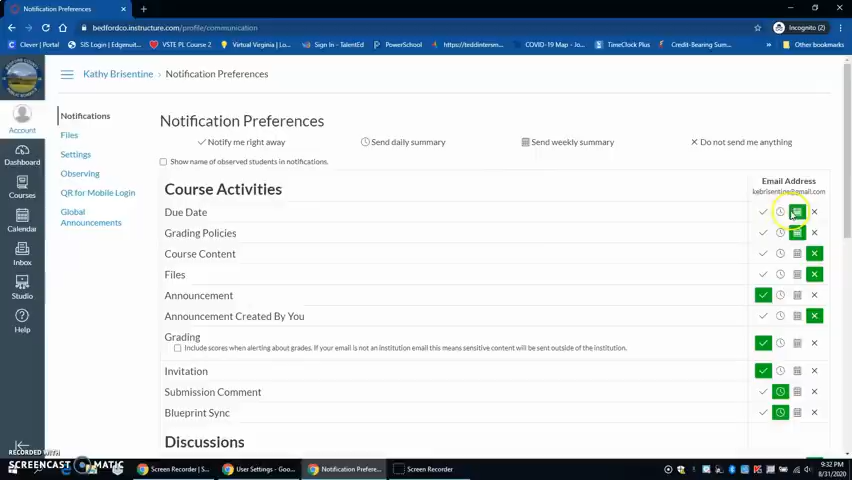 Notification Preferences
bedfordco.instructure.com/profile/communication
Incognito (2)
Clever | Portal
SIS Login | Edgenuit...
VSTE PL Course 2
Virtual Virginia | Lo...
Sign In - TalentEd
PowerSchool
COVID-19 Map - Jo...
TimeClock Plus
Credit-Bearing Sum...
»
Other bookmarks
Kathy Brisentine › Notification Preferences
Account
Dashboard
Courses
Calendar
Inbox
Studio
Help
Notifications
Files
Settings
Observing
QR for Mobile Login
Global
Announcements
Notification Preferences
Notify me right away
Send daily summary
Send weekly summary
Do not send me anything
Show name of observed students in notifications.
Email Address
kebrisentine@gmail.com
Course Activities
Due Date
Grading Policies
Course Content
Files
Announcement
Announcement Created By You
Grading
Include scores when alerting about grades. If your email is not an institution email this means sensitive content will be sent outside of the institution.
Invitation
Submission Comment
Blueprint Sync
Discussions
RECORDED WITH
SCREENCAST MATIC
Screen Recorder | S...
User Settings - Goo...
Notification Prefere...
Screen Recorder
9:32 PM
8/31/2020